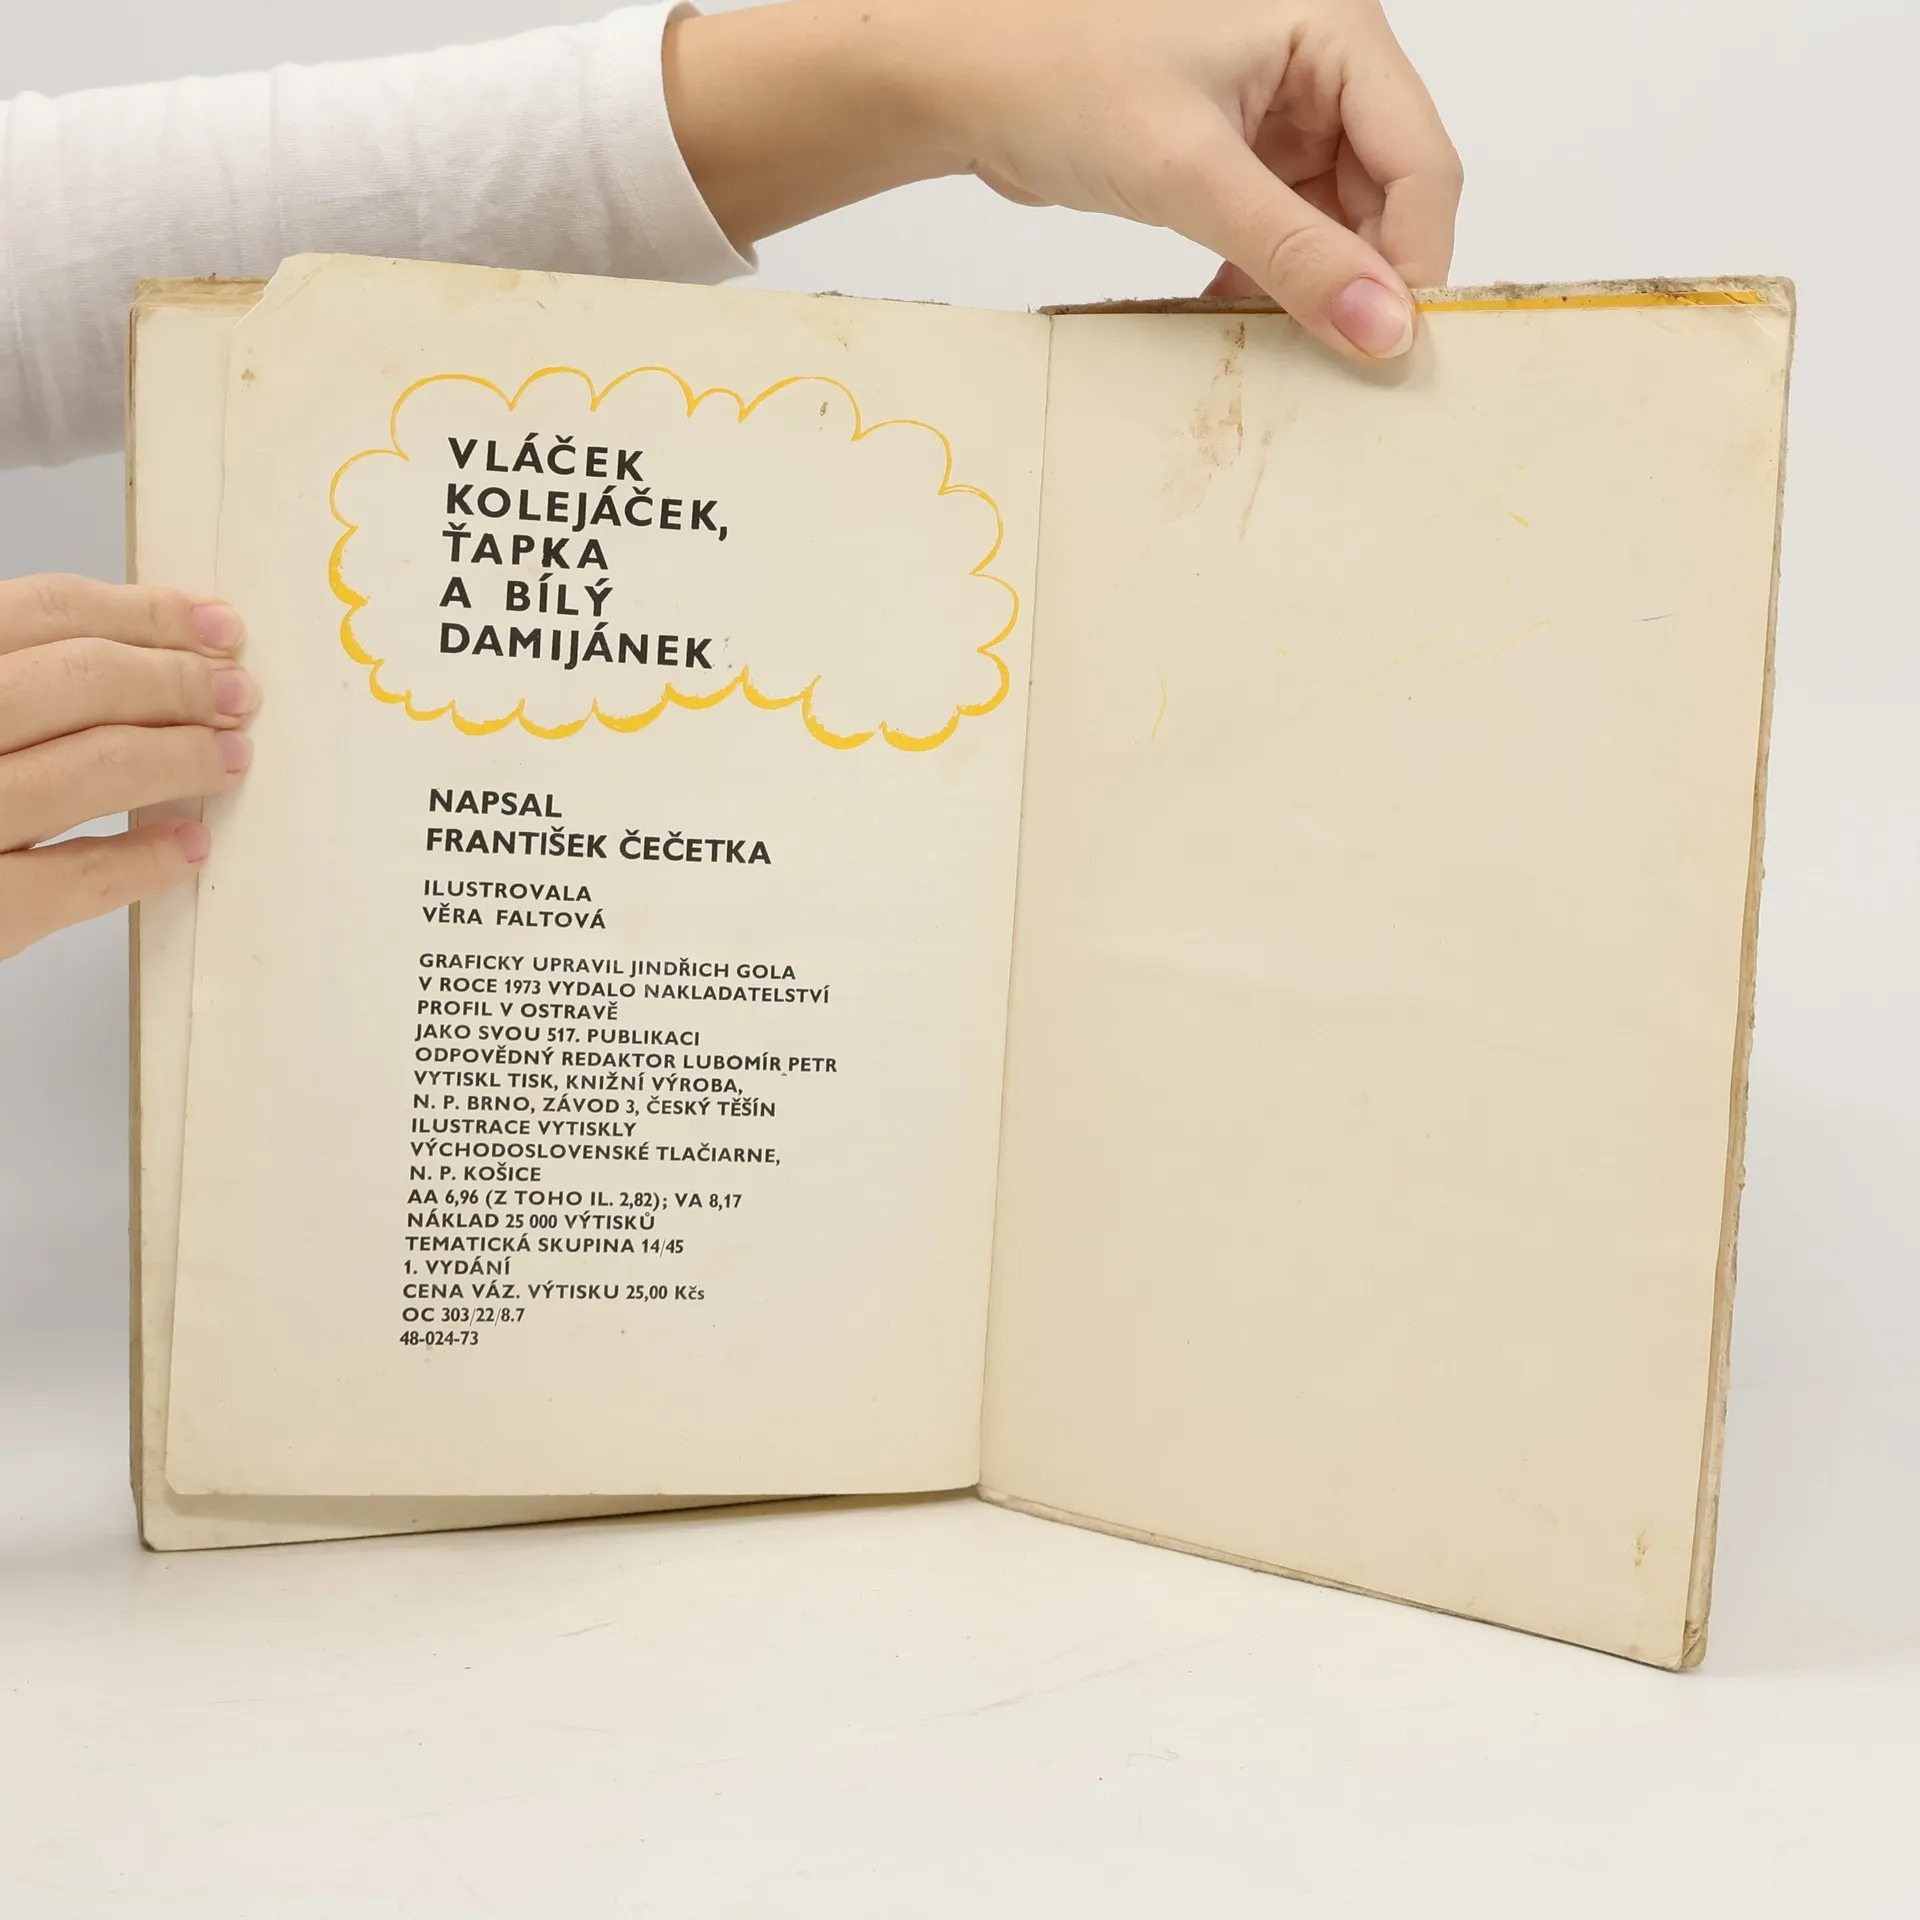 VLÁČEK
KOLEJÁČEK,
ŤAPKA
A BÍLÝ
DAMIJÁNEK
NAPSAL
FRANTIŠEK ČEČETKA
ILUSTROVALA
VĚRA FALTOVÁ
GRAFICKY UPRAVIL JINDŘICH GOLA
V ROCE 1973 VYDALO NAKLADATELSTVÍ
PROFIL V OSTRAVĚ
JAKO SVOU 517. PUBLIKACI
ODPOVĚDNÝ REDAKTOR LUBOMÍR PETR
VYTISKL TISK, KNIŽNÍ VÝROBA,
N. P. BRNO, ZÁVOD 3, ČESKÝ TĚŠÍN
ILUSTRACE VYTISKLY
VÝCHODOSLOVENSKÉ TLAČIARNE,
N. P. KOŠICE
AA 6,96 (Z TOHO IL. 2,82); VA 8,17
NÁKLAD 25 000 VÝTISKŮ
TEMATICKÁ SKUPINA 14/45
1. VYDÁNÍ
CENA VÁZ. VÝTISKU 25,00 Kčs
OC 303/22/8.7
48-024-73